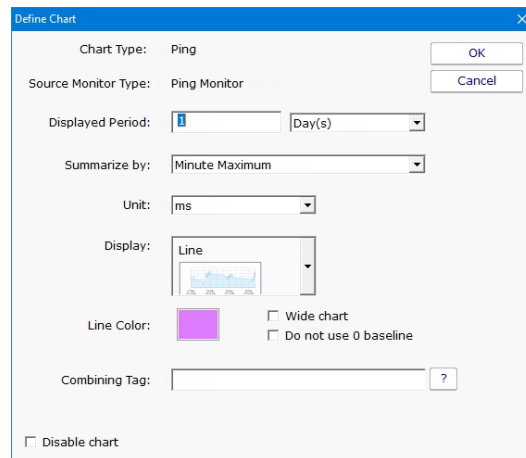 Define Chart
Chart Type: Ping
OK
Source Monitor Type: Ping Monitor
Cancel
Displayed Period: 1 Day(s)
Summarize by: Minute Maximum
Unit: ms
Display: Line
Line Color:
Wide chart
Do not use 0 baseline
Combining Tag: ?
Disable chart